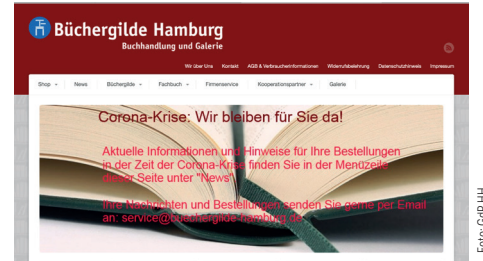 Büchergilde Hamburg
Buchhandlung und Galerie
Wir über Uns Kontakt AGB & Verbraucherinformationen Widerrufsbelehrung Datenschutzhinweis Impressum
Shop News Büchergilde Fachbuch Firmenservice Kooperationspartner Galerie
Corona-Krise: Wir bleiben für Sie da!
Aktuelle Informationen und Hinweise für Ihre Bestellungen
in der Zeit der Corona-Krise finden Sie in der Menüzeile
dieser Seite unter "News"
Ihre Nachrichten und Bestellungen senden Sie gerne per Email
an: service@buechergilde-hamburg.de
Foto: GdP HH